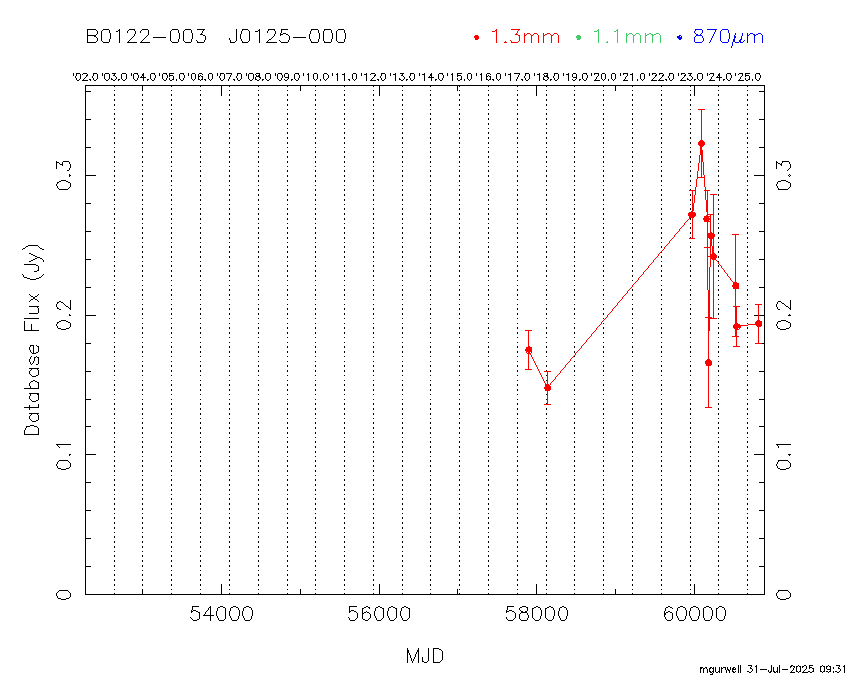 B0122-003 J0125-000 1.3mm 1.1mm 870μm
'02.0 '03.0 '04.0 '05.0 '06.0 '07.0 '08.0 '09.0 '10.0 '11.0 '12.0 '13.0 '14.0 '15.0 '16.0 '17.0 '18.0 '19.0 '20.0 '21.0 '22.0 '23.0 '24.0 '25.0
0.3 0.3
0.2 0.2
0.1 0.1
0 0
Database Flux (Jy)
54000 56000 58000 60000
MJD
mgurwell 31-Jul-2025 09:31